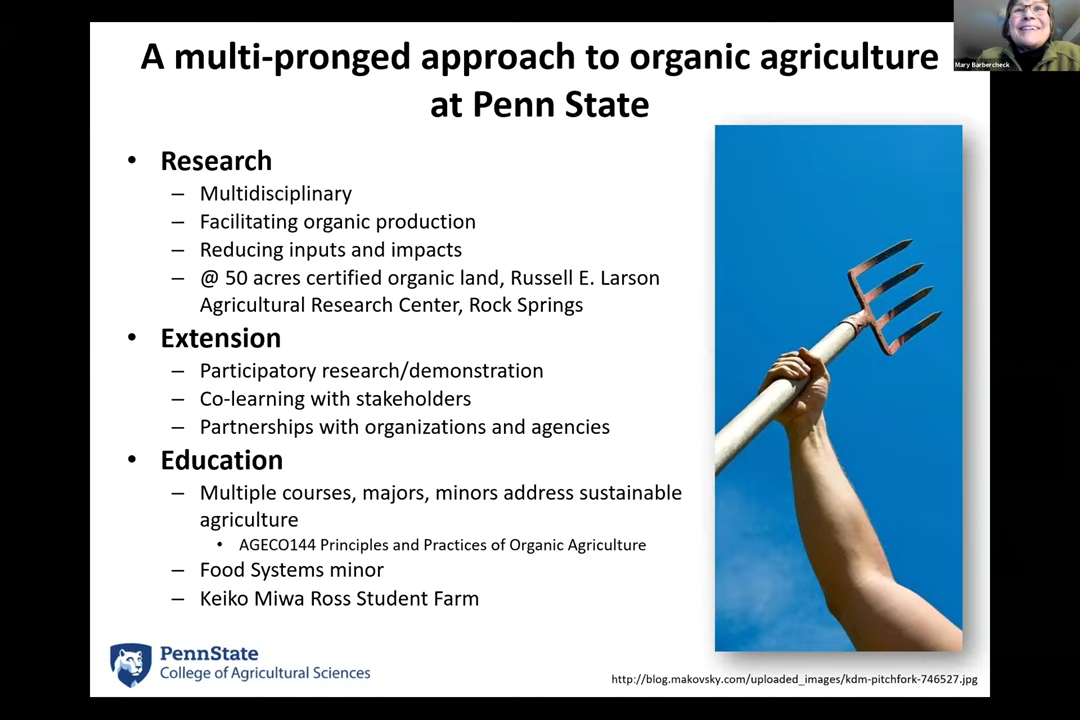 A multi-pronged approach to organic agriculture
at Penn State
Mary Barbercheck
• Research
– Multidisciplinary
– Facilitating organic production
– Reducing inputs and impacts
– @ 50 acres certified organic land, Russell E. Larson
Agricultural Research Center, Rock Springs
• Extension
– Participatory research/demonstration
– Co-learning with stakeholders
– Partnerships with organizations and agencies
• Education
– Multiple courses, majors, minors address sustainable
agriculture
• AGECO144 Principles and Practices of Organic Agriculture
– Food Systems minor
– Keiko Miwa Ross Student Farm
PennState
College of Agricultural Sciences
http://blog.makovsky.com/uploaded_images/kdm-pitchfork-746527.jpg